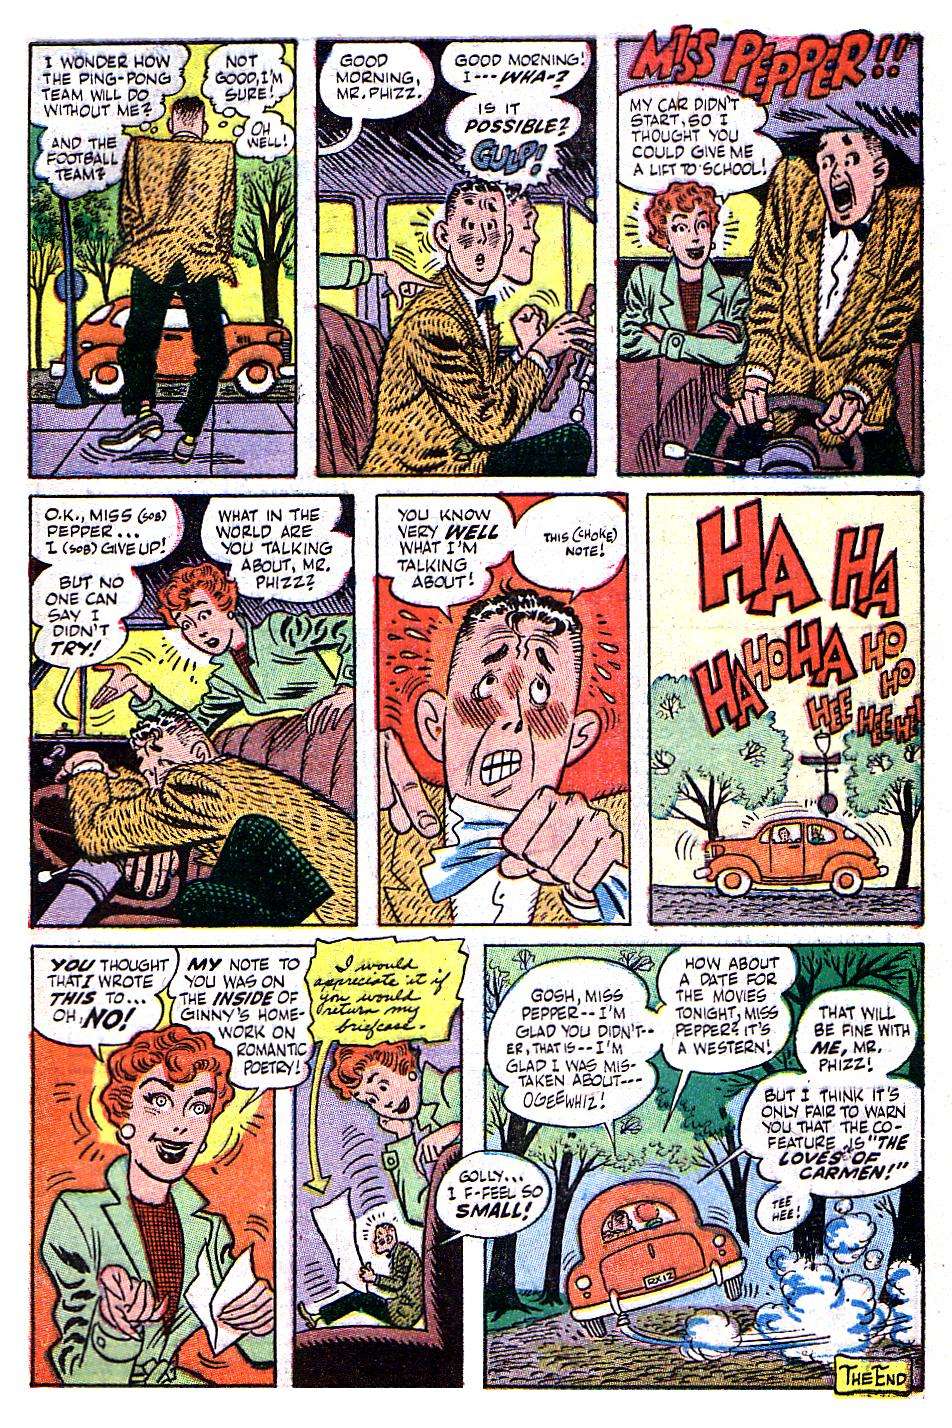 I WONDER HOW
THE PING-PONG
TEAM WILL DO
WITHOUT ME?
NOT
GOOD, I'M
SURE!
AND THE
FOOTBALL
TEAM?
OH
WELL!
GOOD
MORNING,
MR. PHIZZ.
GOOD MORNING!
I --- WHA-?
IS IT
POSSIBLE?
GULP!
MISS PEPPER!!
MY CAR DIDN'T
START, SO I
THOUGHT YOU
COULD GIVE ME
A LIFT TO SCHOOL!
O.K., MISS (SOB)
PEPPER...
I (SOB) GIVE UP!
BUT NO
ONE CAN
SAY I
DIDN'T
TRY!
WHAT IN THE
WORLD ARE
YOU TALKING
ABOUT, MR.
PHIZZ?
YOU KNOW
VERY WELL
WHAT I'M
TALKING
ABOUT!
THIS (CHOKE)
NOTE!
HA HA
HA HO HA HO
HO
HEE HEE HE!
YOU THOUGHT
THAT I WROTE
THIS TO...
OH, NO!
MY NOTE TO
YOU WAS ON
THE INSIDE OF
GINNY'S HOME-
WORK ON
ROMANTIC
POETRY!
I would
appreciate it if
you would
return my
briefcase.
GOLLY...
I F-FEEL SO
SMALL!
GOSH, MISS
PEPPER -- I'M
GLAD YOU DIDN'T --
ER, THAT IS -- I'M
GLAD I WAS MIS-
TAKEN ABOUT ---
OGEEWHIZ!
HOW ABOUT
A DATE FOR
THE MOVIES
TONIGHT, MISS
PEPPER? IT'S
A WESTERN!
THAT WILL
BE FINE WITH
ME, MR.
PHIZZ!
BUT I THINK IT'S
ONLY FAIR TO WARN
YOU THAT THE CO-
FEATURE IS "THE
LOVES OF
CARMEN!"
TEE
HEE!
RX12
THE END